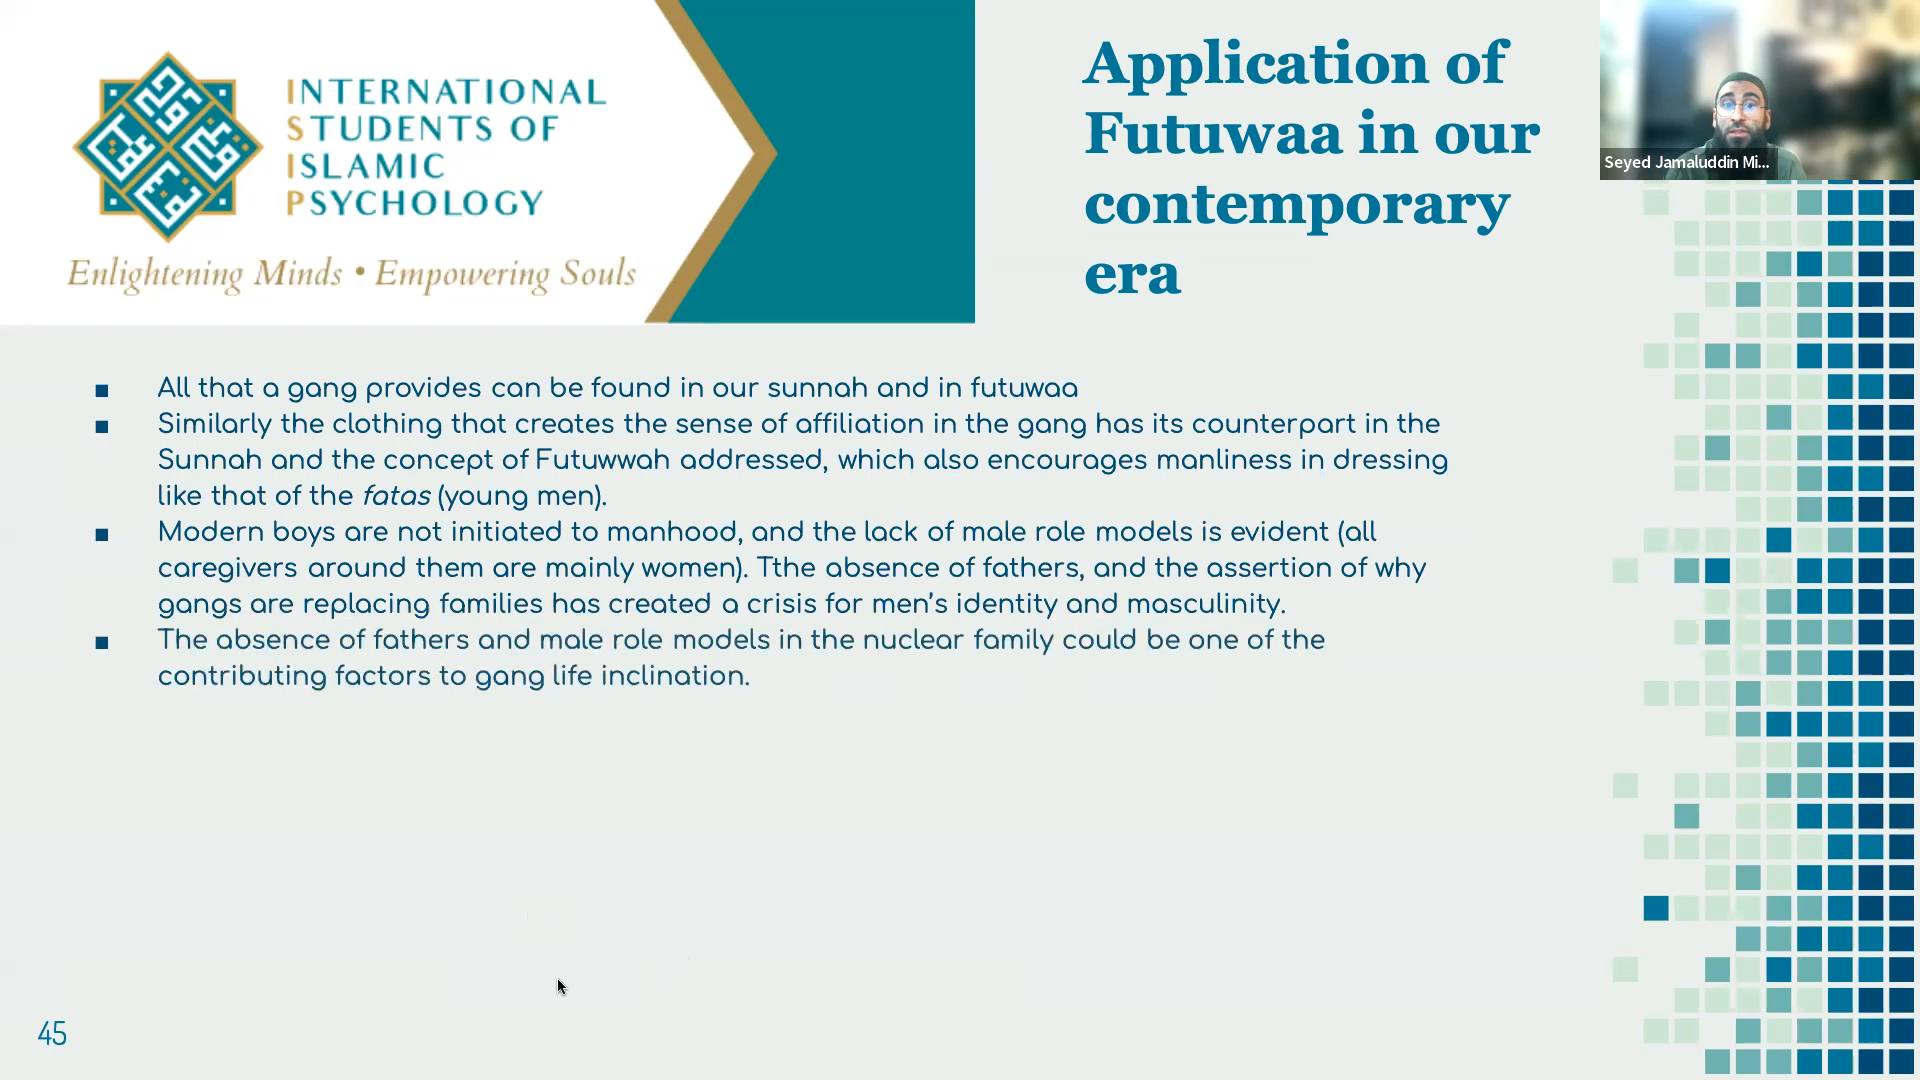 INTERNATIONAL
STUDENTS OF
ISLAMIC
PSYCHOLOGY
Enlightening Minds • Empowering Souls
Application of
Futuwaa in our
contemporary
era
Seyed Jamaluddin Mi...
■ All that a gang provides can be found in our sunnah and in futuwaa
■ Similarly the clothing that creates the sense of affiliation in the gang has its counterpart in the
Sunnah and the concept of Futuwwah addressed, which also encourages manliness in dressing
like that of the fatas (young men).
■ Modern boys are not initiated to manhood, and the lack of male role models is evident (all
caregivers around them are mainly women). Tthe absence of fathers, and the assertion of why
gangs are replacing families has created a crisis for men's identity and masculinity.
■ The absence of fathers and male role models in the nuclear family could be one of the
contributing factors to gang life inclination.
45